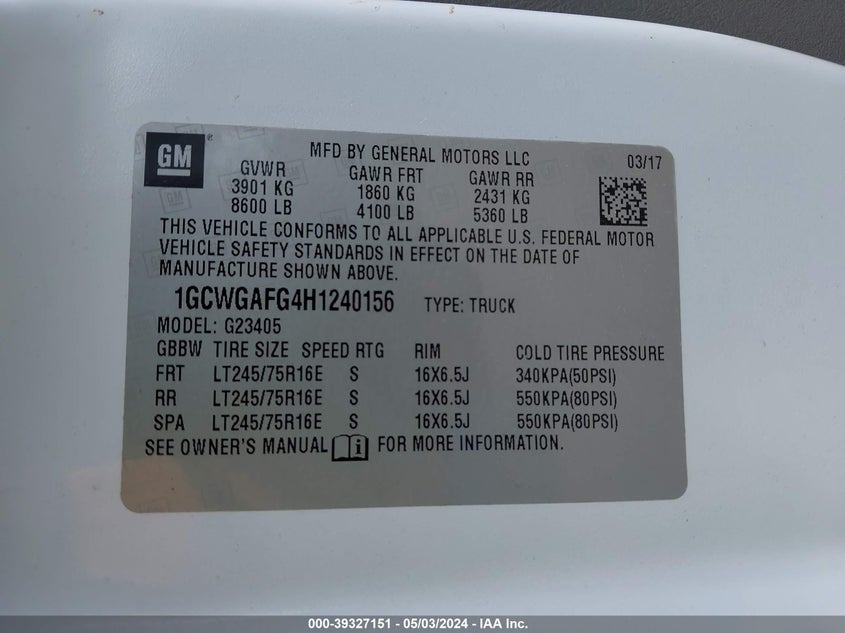 GM® MFD BY GENERAL MOTORS LLC 03/17
GVWR GAWR FRT GAWR RR
3901 KG 1860 KG 2431 KG
8600 LB 4100 LB 5360 LB
THIS VEHICLE CONFORMS TO ALL APPLICABLE U.S. FEDERAL MOTOR
VEHICLE SAFETY STANDARDS IN EFFECT ON THE DATE OF
MANUFACTURE SHOWN ABOVE.
1GCWGAFG4H1240156 TYPE: TRUCK
MODEL: G23405
GBBW TIRE SIZE SPEED RTG RIM COLD TIRE PRESSURE
FRT LT245/75R16E S 16X6.5J 340KPA(50PSI)
RR LT245/75R16E S 16X6.5J 550KPA(80PSI)
SPA LT245/75R16E S 16X6.5J 550KPA(80PSI)
SEE OWNER'S MANUAL i FOR MORE INFORMATION.
000-39327151 - 05/03/2024 - IAA Inc.